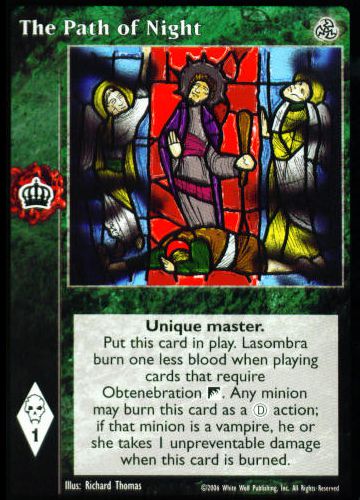 The Path of Night
Unique master.
Put this card in play. Lasombra
burn one less blood when playing
cards that require
Obtenebration . Any minion
may burn this card as a Ⓓ action;
if that minion is a vampire, he or
she takes 1 unpreventable damage
when this card is burned.
1
Illus: Richard Thomas ©2006 White Wolf Publishing, Inc. All Rights Reserved